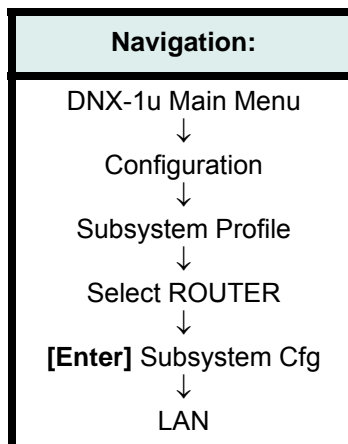 Navigation:
DNX-1u Main Menu
↓
Configuration
↓
Subsystem Profile
↓
Select ROUTER
↓
[Enter] Subsystem Cfg
↓
LAN